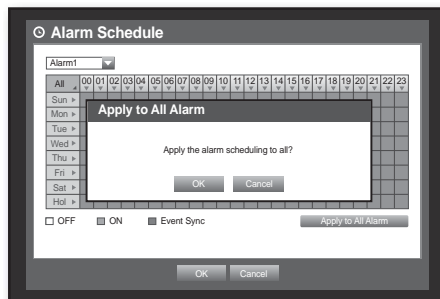 Alarm Schedule
Alarm1
All 00 01 02 03 04 05 06 07 08 09 10 11 12 13 14 15 16 17 18 19 20 21 22 23
Sun
Mon
Tue
Wed
Thu
Fri
Sat
Hol
Apply to All Alarm
Apply the alarm scheduling to all?
OK Cancel
OFF ON Event Sync Apply to All Alarm
OK Cancel